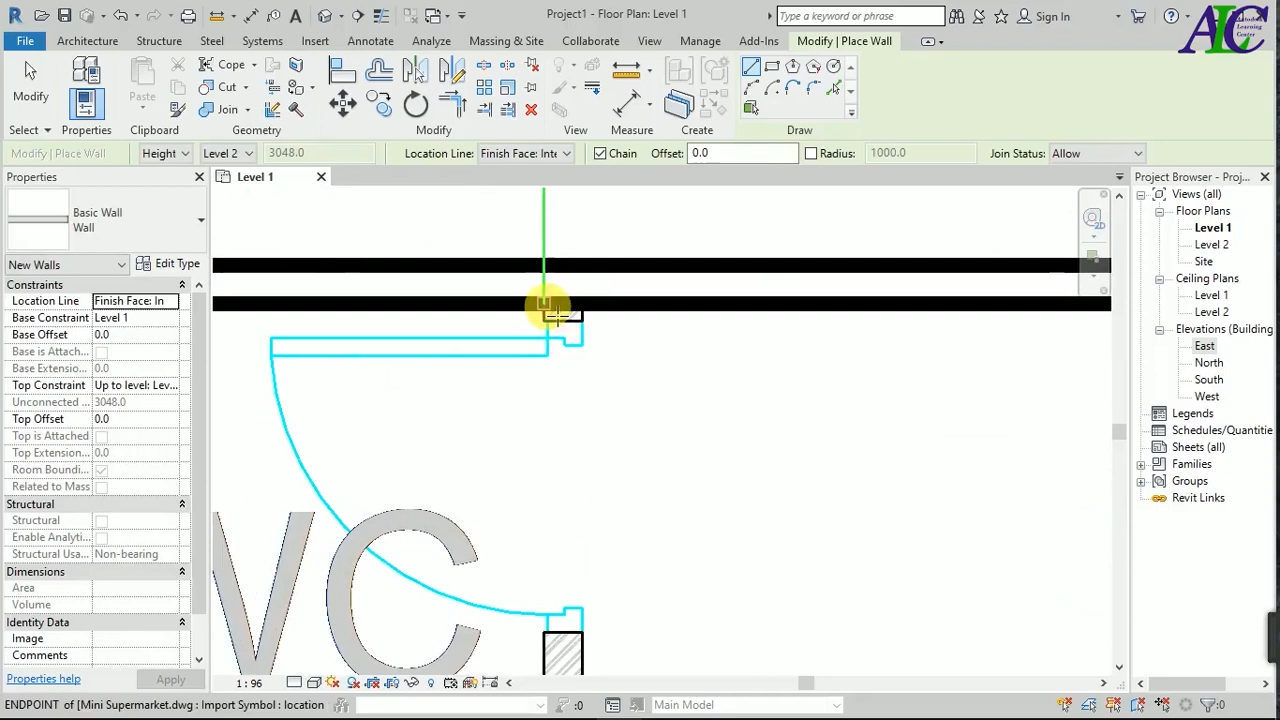 Project1 - Floor Plan: Level 1
Type a keyword or phrase
Sign In
ALC
Autodesk
Learning
Center
File
Architecture
Structure
Steel
Systems
Insert
Annotate
Analyze
Massing & Site
Collaborate
View
Manage
Add-Ins
Modify | Place Wall
Modify
Paste
Cope
Cut
Join
Select
Properties
Clipboard
Geometry
Modify
View
Measure
Create
Draw
Modify | Place Wall
Height
Level 2
3048.0
Location Line:
Finish Face: Inte
Chain
Offset:
0.0
Radius:
1000.0
Join Status:
Allow
Properties
Level 1
Project Browser - Proj...
Basic Wall
Wall
New Walls
Edit Type
Constraints
Location Line Finish Face: In
Base Constraint Level 1
Base Offset 0.0
Base is Attach...
Base Extensio... 0.0
Top Constraint Up to level: Lev...
Unconnected ... 3048.0
Top Offset 0.0
Top is Attached
Top Extension... 0.0
Room Boundi...
Related to Mass
Structural
Structural
Enable Analyti...
Structural Usa... Non-bearing
Dimensions
Area
Volume
Identity Data
Image
Comments
Properties help
Apply
2D
WC
Views (all)
Floor Plans
Level 1
Level 2
Site
Ceiling Plans
Level 1
Level 2
Elevations (Building
East
North
South
West
Legends
Schedules/Quantitie
Sheets (all)
Families
Groups
Revit Links
1 : 96
ENDPOINT of [Mini Supermarket.dwg : Import Symbol : location
:0
Main Model
:0